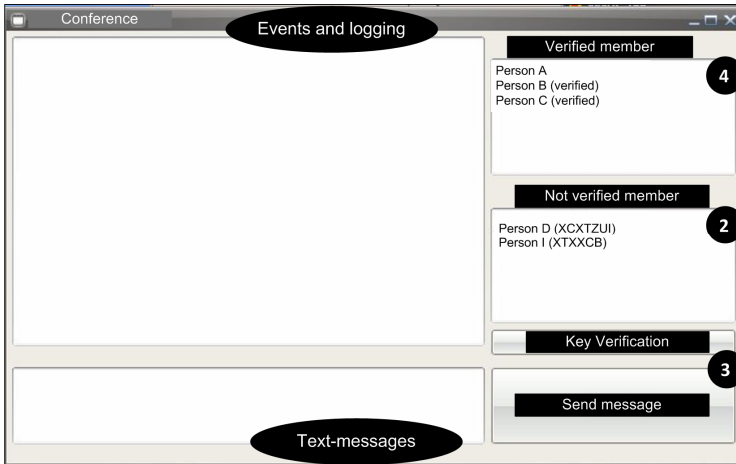 Conference
Events and logging
Verified member
Person A
Person B (verified)
Person C (verified)
4
Not verified member
Person D (XCXTZUI)
Person I (XTXXCB)
2
Key Verification
3
Send message
Text-messages